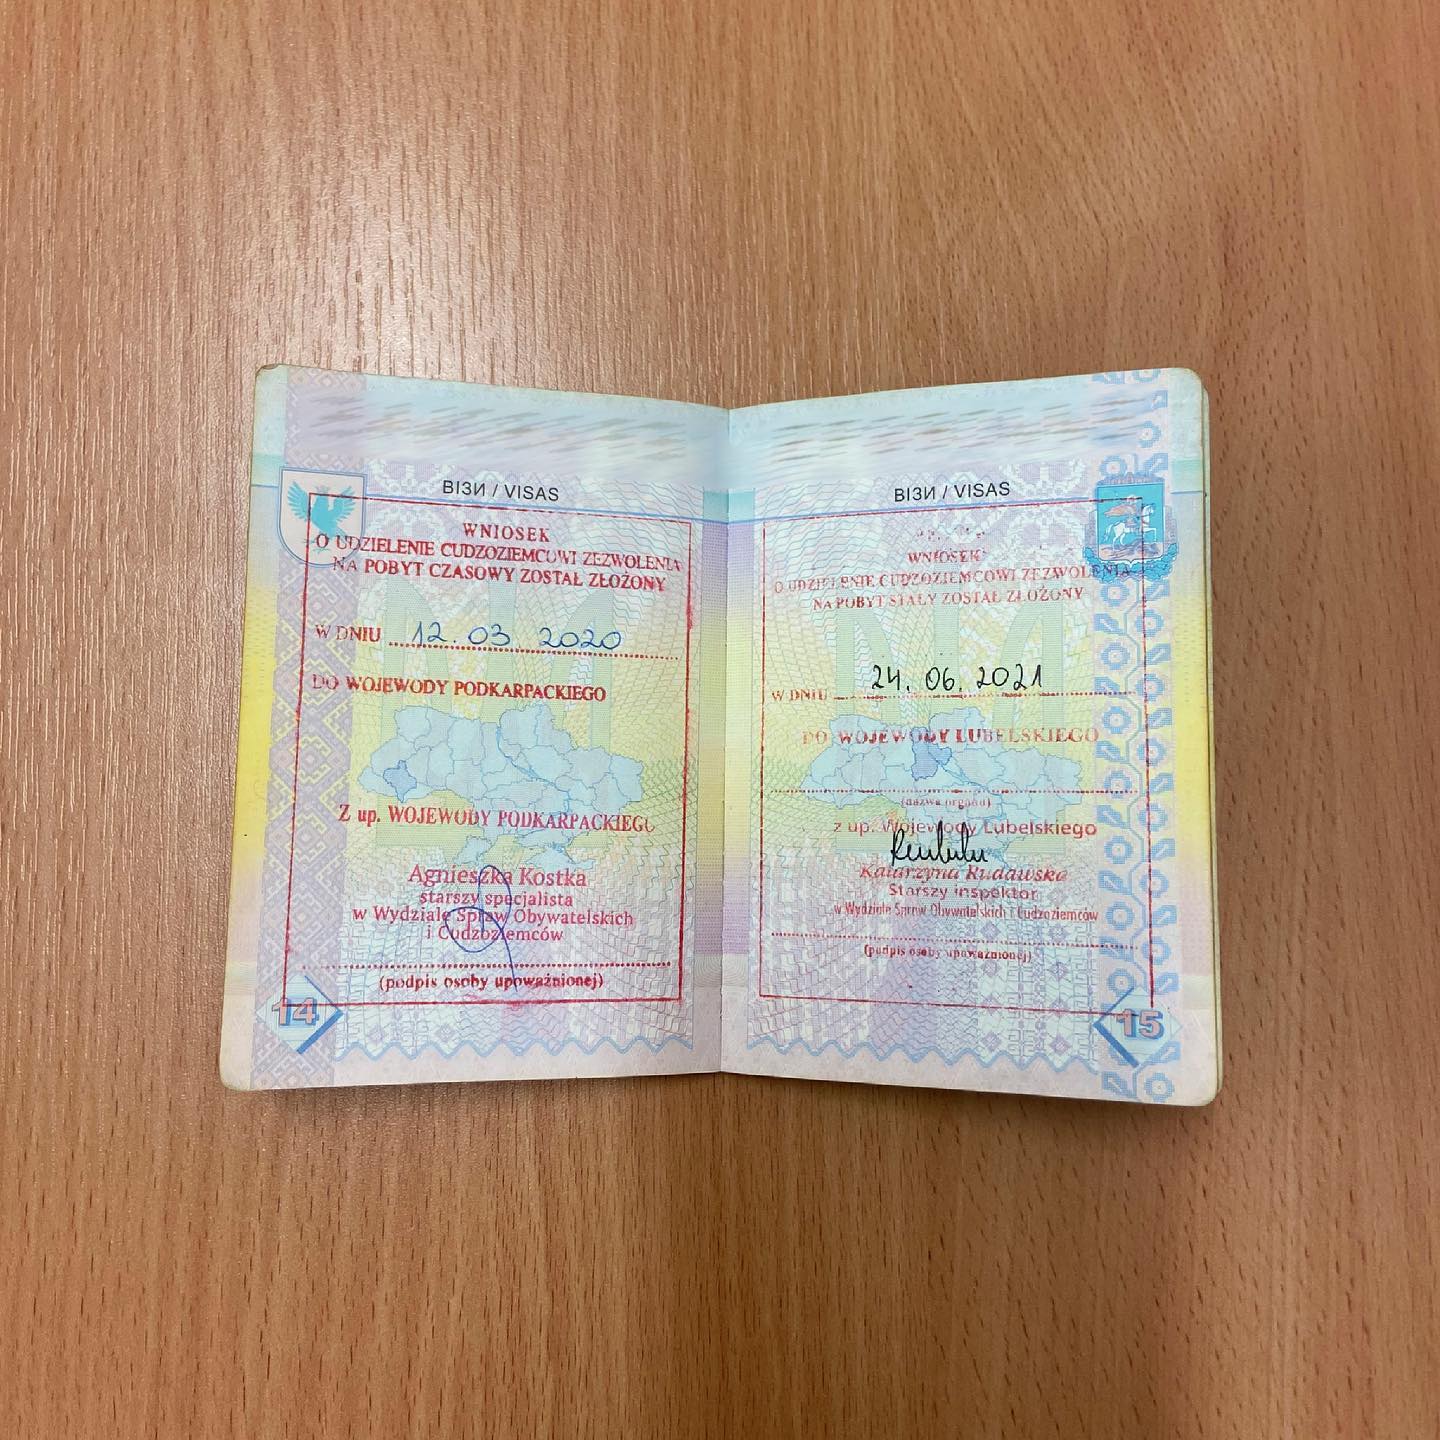 ВІЗИ / VISAS
WNIOSEK
O UDZIELENIE CUDZOZIEMCOWI ZEZWOLENIA
NA POBYT CZASOWY ZOSTAŁ ZŁOŻONY
W DNIU 12.03 2020
DO WOJEWODY PODKARPACKIEGO
Z up. WOJEWODY PODKARPACKIEGO
Agnieszka Kostka
starszy specjalista
w Wydziale Spraw Obywatelskich
i Cudzoziemców
(podpis osoby upoważnionej)
14
ВІЗИ / VISAS
WNIOSEK
O UDZIELENIE CUDZOZIEMCOWI ZEZWOLENIA
NA POBYT STAŁY ZOSTAŁ ZŁOŻONY
W DNIU 24.06.2021
DO WOJEWODY LUBELSKIEGO
(nazwa organu)
z up. Wojewody Lubelskiego
Katarzyna Rudawska
Starszy inspektor
w Wydziale Spraw Obywatelskich i Cudzoziemców
(podpis osoby upoważnionej)
15